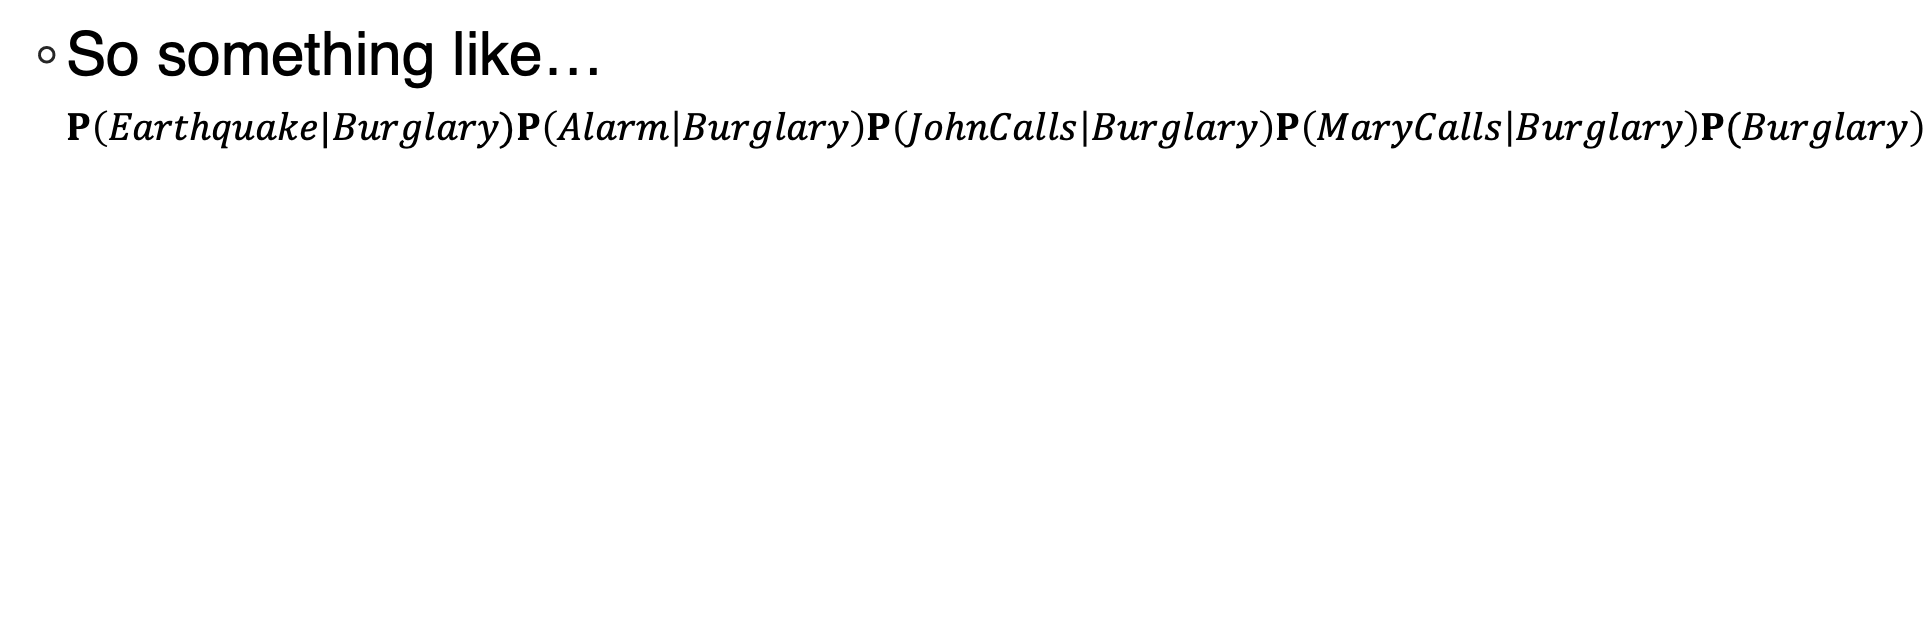 ◦ So something like…
𝐏(𝐸𝑎𝑟𝑡ℎ𝑞𝑢𝑎𝑘𝑒|𝐵𝑢𝑟𝑔𝑙𝑎𝑟𝑦)𝐏(𝐴𝑙𝑎𝑟𝑚|𝐵𝑢𝑟𝑔𝑙𝑎𝑟𝑦)𝐏(𝐽𝑜ℎ𝑛𝐶𝑎𝑙𝑙𝑠|𝐵𝑢𝑟𝑔𝑙𝑎𝑟𝑦)𝐏(𝑀𝑎𝑟𝑦𝐶𝑎𝑙𝑙𝑠|𝐵𝑢𝑟𝑔𝑙𝑎𝑟𝑦)𝐏(𝐵𝑢𝑟𝑔𝑙𝑎𝑟𝑦)